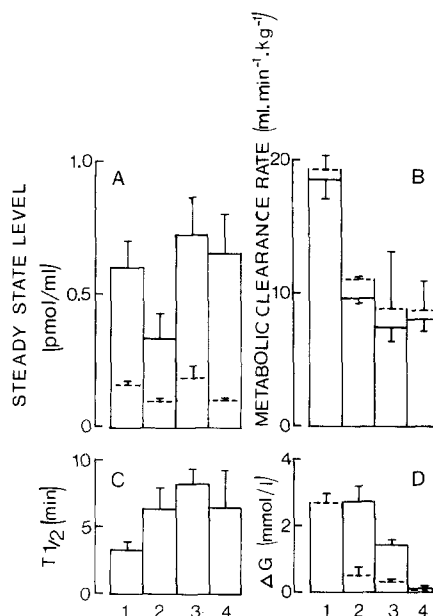 STEADY STATE LEVEL
(pmol/ml)
1.0
0.5
0
A
METABOLIC CLEARANCE RATE (ml.min⁻¹.kg⁻¹)
20
10
0
B
T1/2 (min)
10
5
0
C
1 2 3 4
ΔG (mmol/l)
4
2
0
D
1 2 3 4